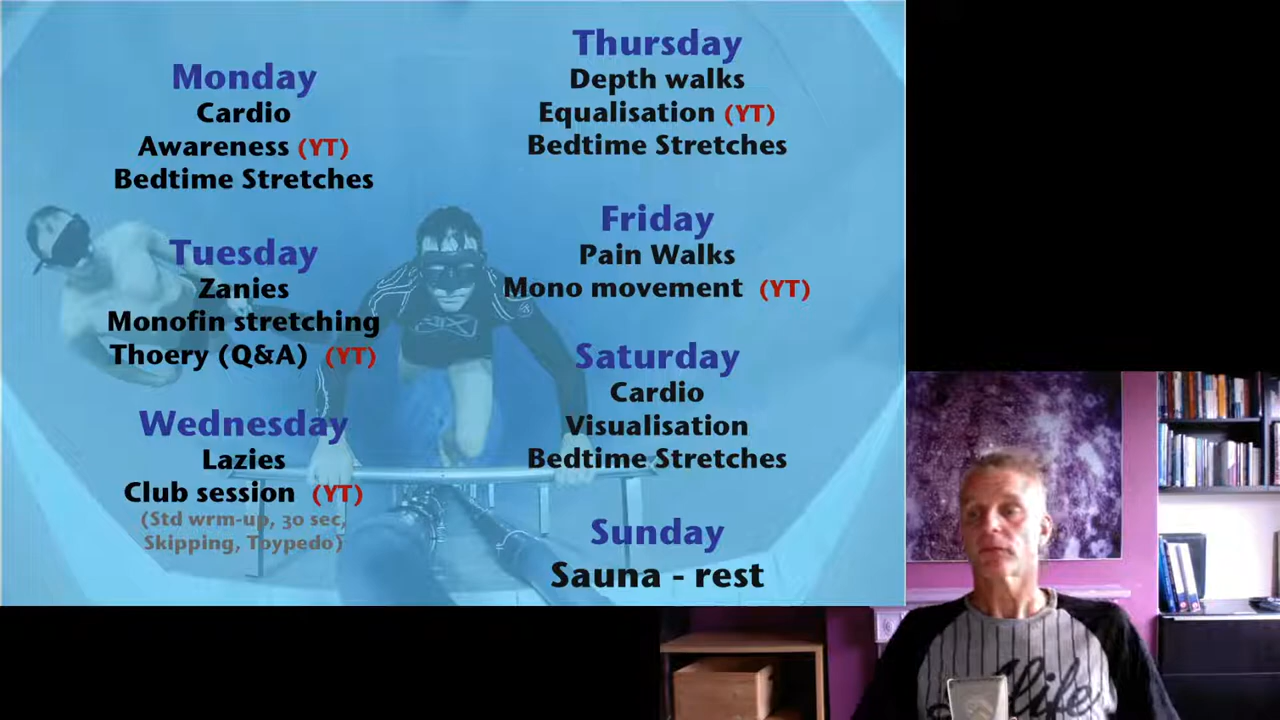 Monday
Cardio
Awareness (YT)
Bedtime Stretches
Tuesday
Zanies
Monofin stretching
Thoery (Q&A) (YT)
Wednesday
Lazies
Club session (YT)
(Std wrm-up, 30 sec,
Skipping, Toypedo)
Thursday
Depth walks
Equalisation (YT)
Bedtime Stretches
Friday
Pain Walks
Mono movement (YT)
Saturday
Cardio
Visualisation
Bedtime Stretches
Sunday
Sauna - rest